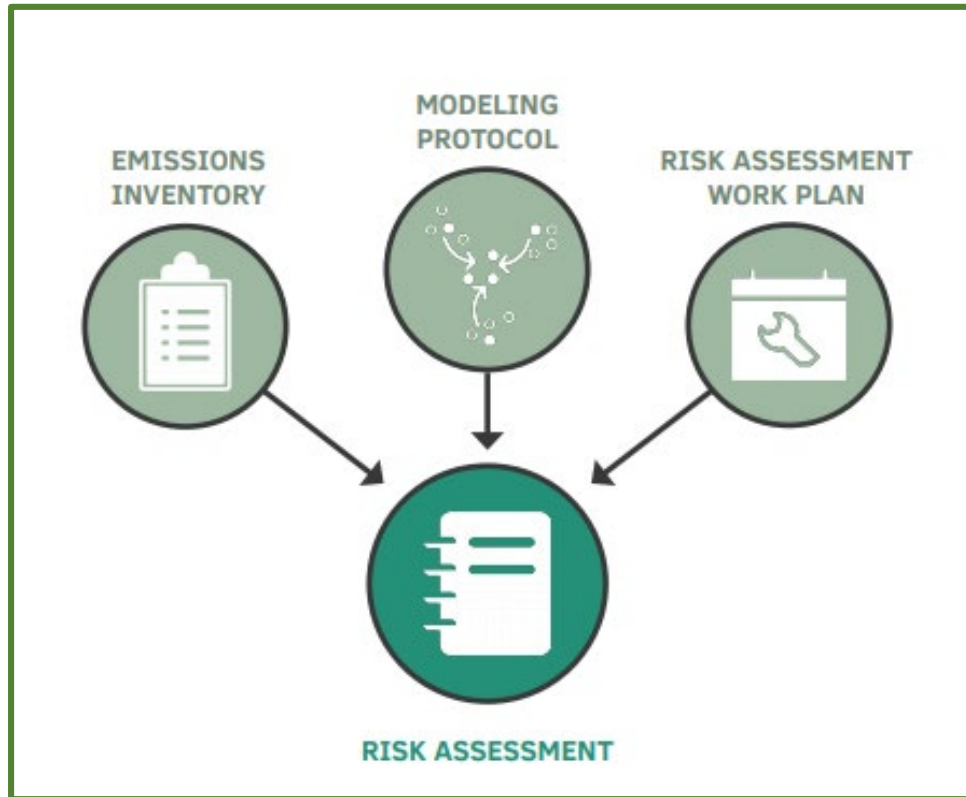 EMISSIONS
INVENTORY
MODELING
PROTOCOL
RISK ASSESSMENT
WORK PLAN
RISK ASSESSMENT